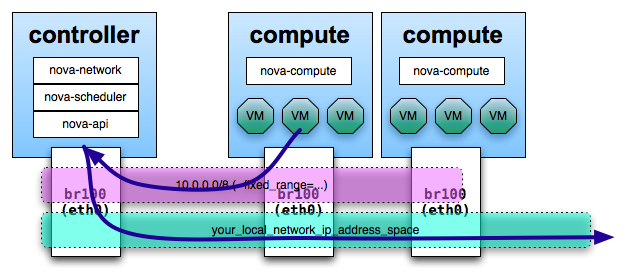 controller
nova-network
nova-scheduler
nova-api
compute
nova-compute
VM VM VM
compute
nova-compute
VM VM VM
10.0.0.0/8 (--fixed_range=...)
br100
(eth0)
br100
(eth0)
br100
(eth0)
your_local_network_ip_address_space